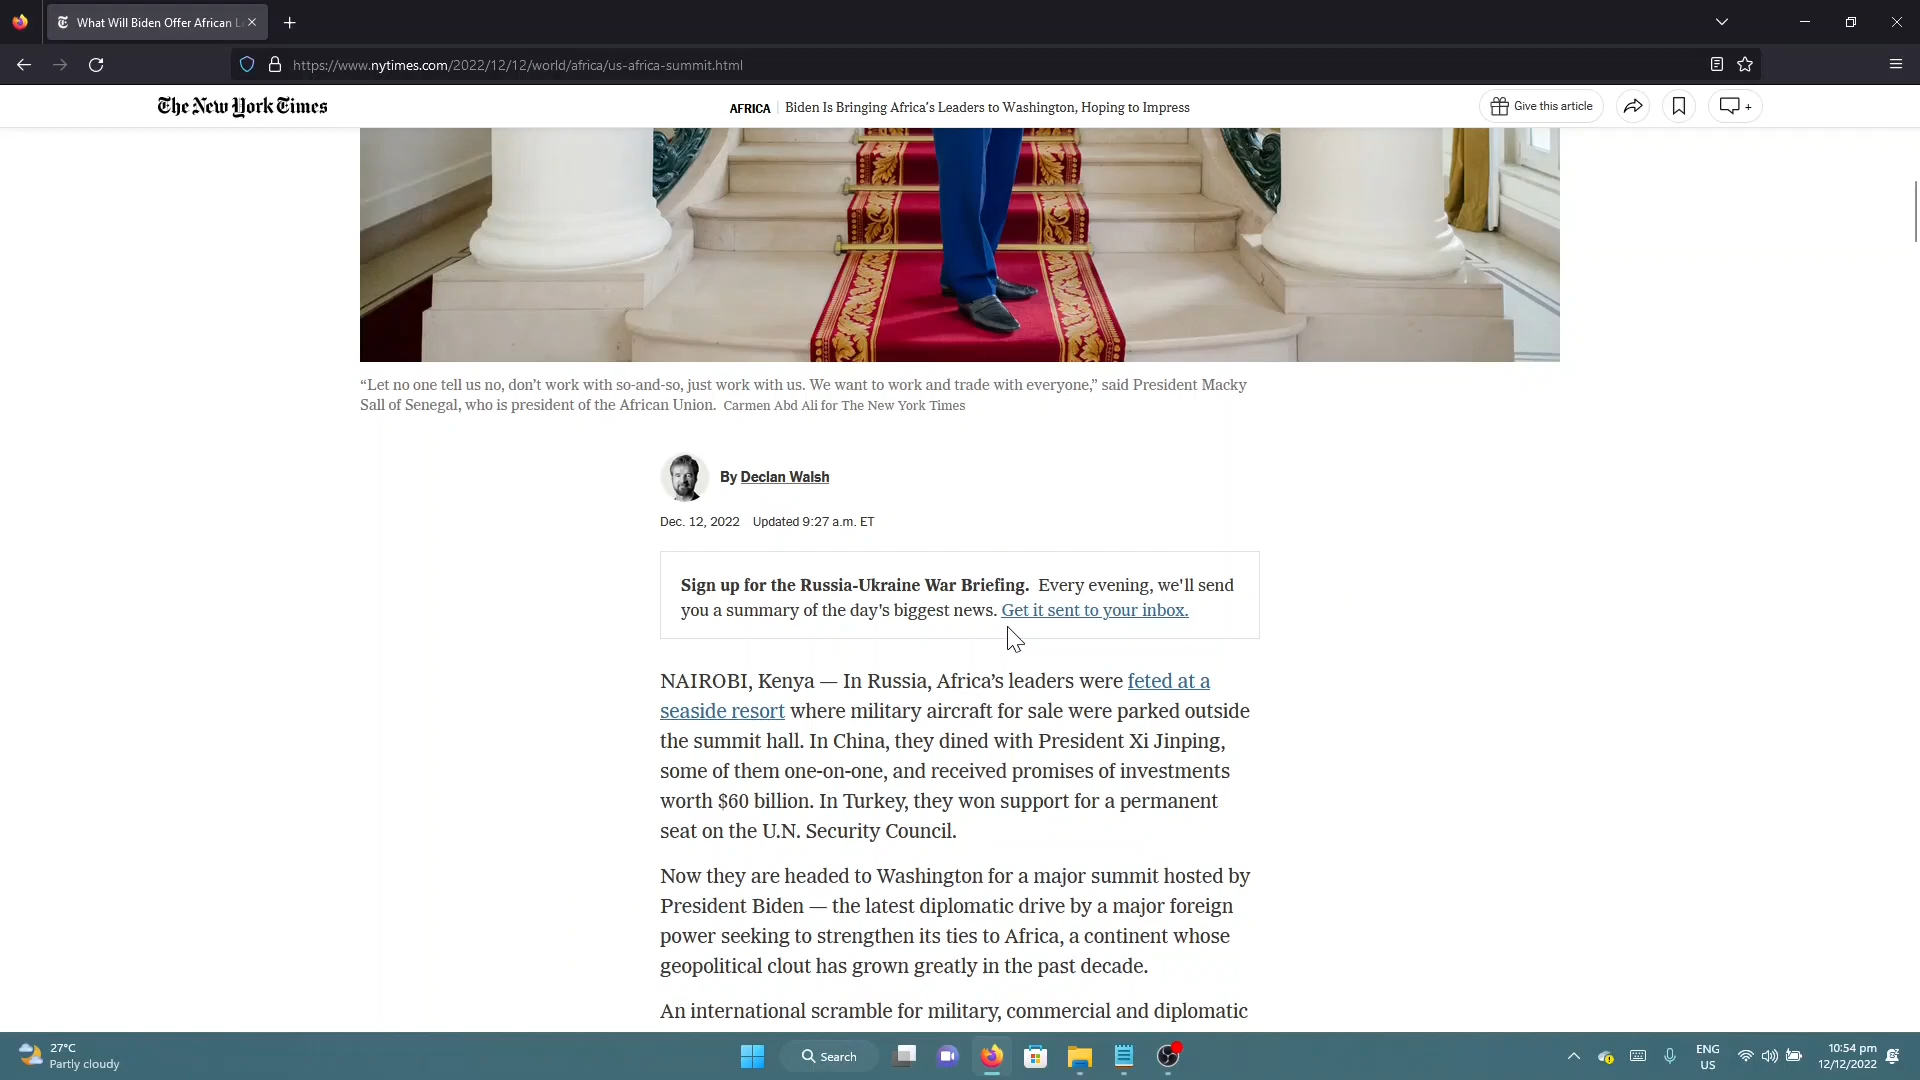 What Will Biden Offer African L
https://www.nytimes.com/2022/12/12/world/africa/us-africa-summit.html
The New York Times
AFRICA | Biden Is Bringing Africa's Leaders to Washington, Hoping to Impress
Give this article
+
“Let no one tell us no, don’t work with so-and-so, just work with us. We want to work and trade with everyone,” said President Macky
Sall of Senegal, who is president of the African Union. Carmen Abd Ali for The New York Times
By Declan Walsh
Dec. 12, 2022 Updated 9:27 a.m. ET
Sign up for the Russia-Ukraine War Briefing. Every evening, we'll send
you a summary of the day's biggest news. Get it sent to your inbox.
NAIROBI, Kenya — In Russia, Africa’s leaders were feted at a
seaside resort where military aircraft for sale were parked outside
the summit hall. In China, they dined with President Xi Jinping,
some of them one-on-one, and received promises of investments
worth $60 billion. In Turkey, they won support for a permanent
seat on the U.N. Security Council.
Now they are headed to Washington for a major summit hosted by
President Biden — the latest diplomatic drive by a major foreign
power seeking to strengthen its ties to Africa, a continent whose
geopolitical clout has grown greatly in the past decade.
An international scramble for military, commercial and diplomatic
27°C
Partly cloudy
Search
ENG
US
10:54 pm
12/12/2022